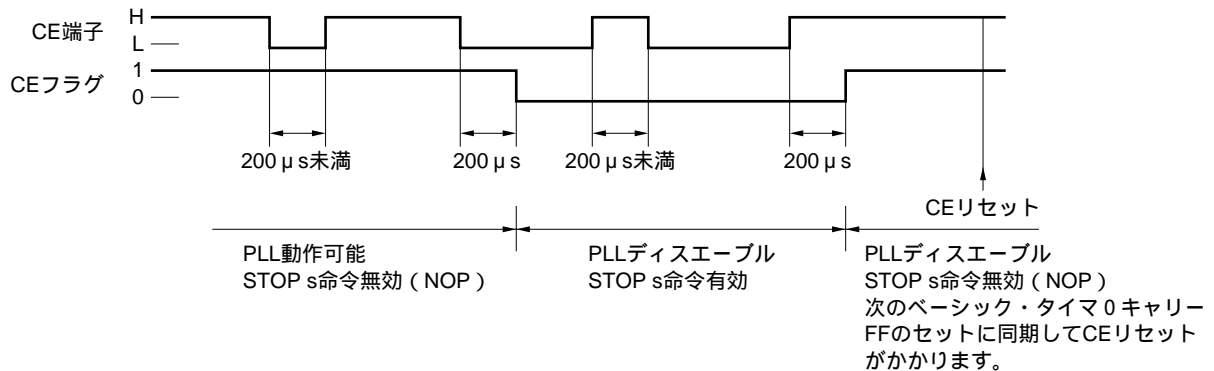 CE端子
H
L
CEフラグ
1
0
200 μ s未満
200 μ s
200 μ s未満
200 μ s
CEリセット
PLL動作可能
STOP s命令無効（NOP）
PLLディスエーブル
STOP s命令有効
PLLディスエーブル
STOP s命令無効（NOP）
次のベーシック・タイマ0キャリー
FFのセットに同期してCEリセット
がかかります。